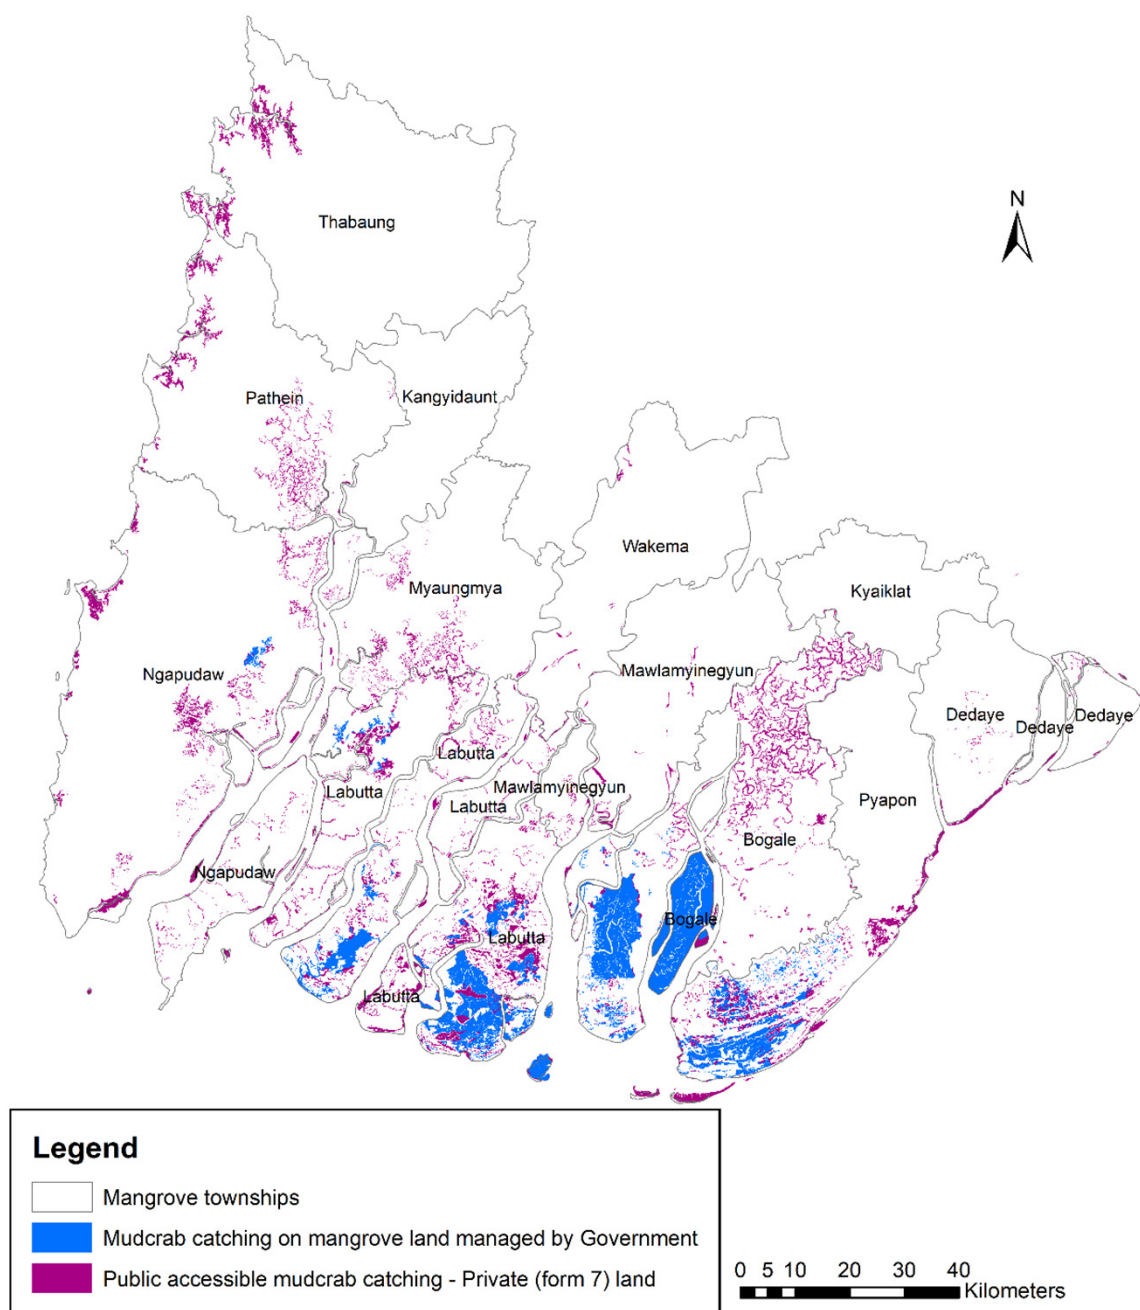 N
Thabaung
Pathein
Kangyidaunt
Wakema
Myaungmya
Kyaiklat
Ngapudaw
Mawlamyinegyun
Dedaye
Dedaye
Dedaye
Labutta
Labutta
Mawlamyinegyun
Labutta
Pyapon
Bogale
Ngapudaw
Bogale
Labutta
Labutta
Legend
Mangrove townships
Mudcrab catching on mangrove land managed by Government
Public accessible mudcrab catching - Private (form 7) land
0 5 10 20 30 40
Kilometers